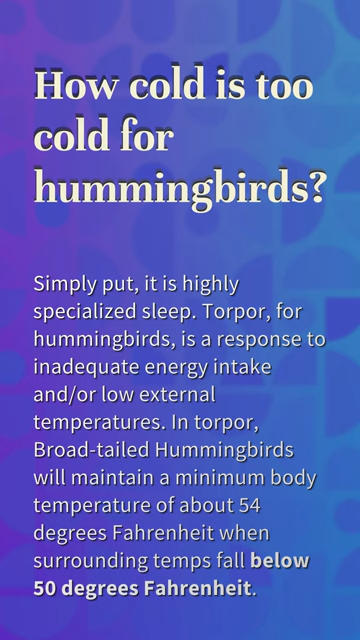 How cold is too
cold for
hummingbirds?
Simply put, it is highly
specialized sleep. Torpor, for
hummingbirds, is a response to
inadequate energy intake
and/or low external
temperatures. In torpor,
Broad-tailed Hummingbirds
will maintain a minimum body
temperature of about 54
degrees Fahrenheit when
surrounding temps fall below
50 degrees Fahrenheit.